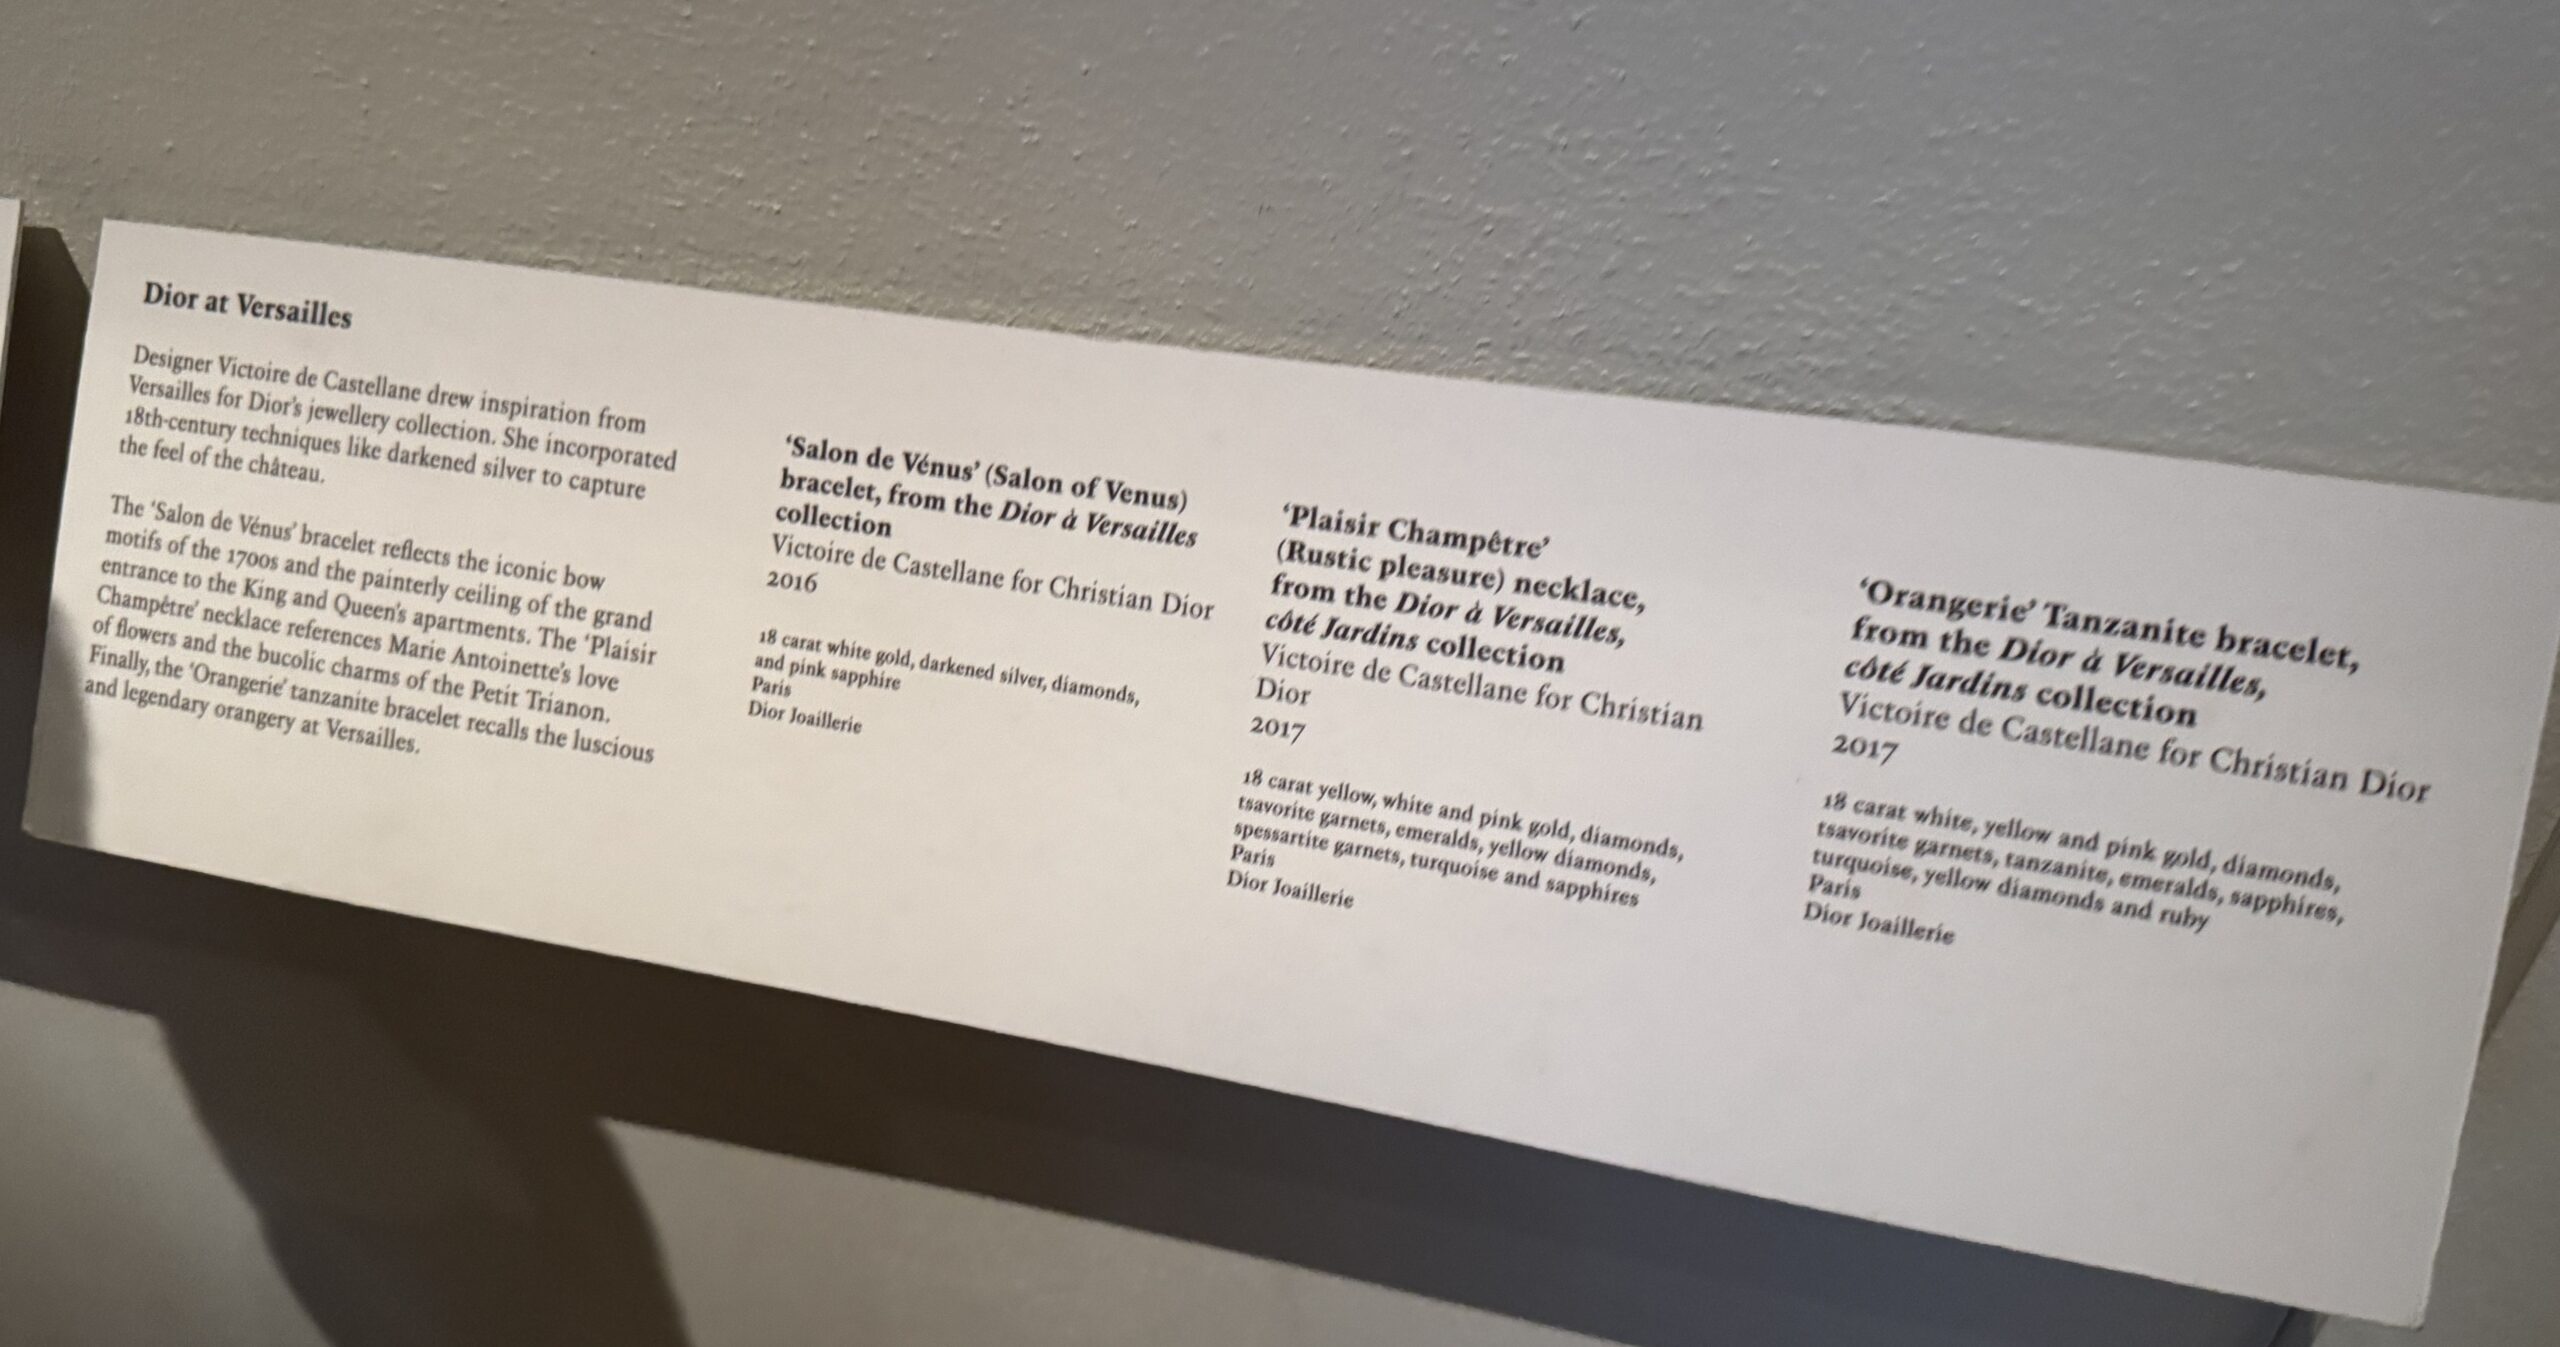 Dior at Versailles
Designer Victoire de Castellane drew inspiration from
Versailles for Dior's jewellery collection. She incorporated
18th-century techniques like darkened silver to capture
the feel of the château.
The ‘Salon de Vénus’ bracelet reflects the iconic bow
motifs of the 1700s and the painterly ceiling of the grand
entrance to the King and Queen's apartments. The ‘Plaisir
Champêtre’ necklace references Marie Antoinette's love
of flowers and the bucolic charms of the Petit Trianon.
Finally, the ‘Orangerie’ tanzanite bracelet recalls the luscious
and legendary orangery at Versailles.
‘Salon de Vénus’ (Salon of Venus)
bracelet, from the Dior à Versailles
collection
Victoire de Castellane for Christian Dior
2016
18 carat white gold, darkened silver, diamonds,
and pink sapphire
Paris
Dior Joaillerie
‘Plaisir Champêtre’
(Rustic pleasure) necklace,
from the Dior à Versailles,
côté Jardins collection
Victoire de Castellane for Christian
Dior
2017
18 carat yellow, white and pink gold, diamonds,
tsavorite garnets, emeralds, yellow diamonds,
spessartite garnets, turquoise and sapphires
Paris
Dior Joaillerie
‘Orangerie’ Tanzanite bracelet,
from the Dior à Versailles,
côté Jardins collection
Victoire de Castellane for Christian Dior
2017
18 carat white, yellow and pink gold, diamonds,
tsavorite garnets, tanzanite, emeralds, sapphires,
turquoise, yellow diamonds and ruby
Paris
Dior Joaillerie